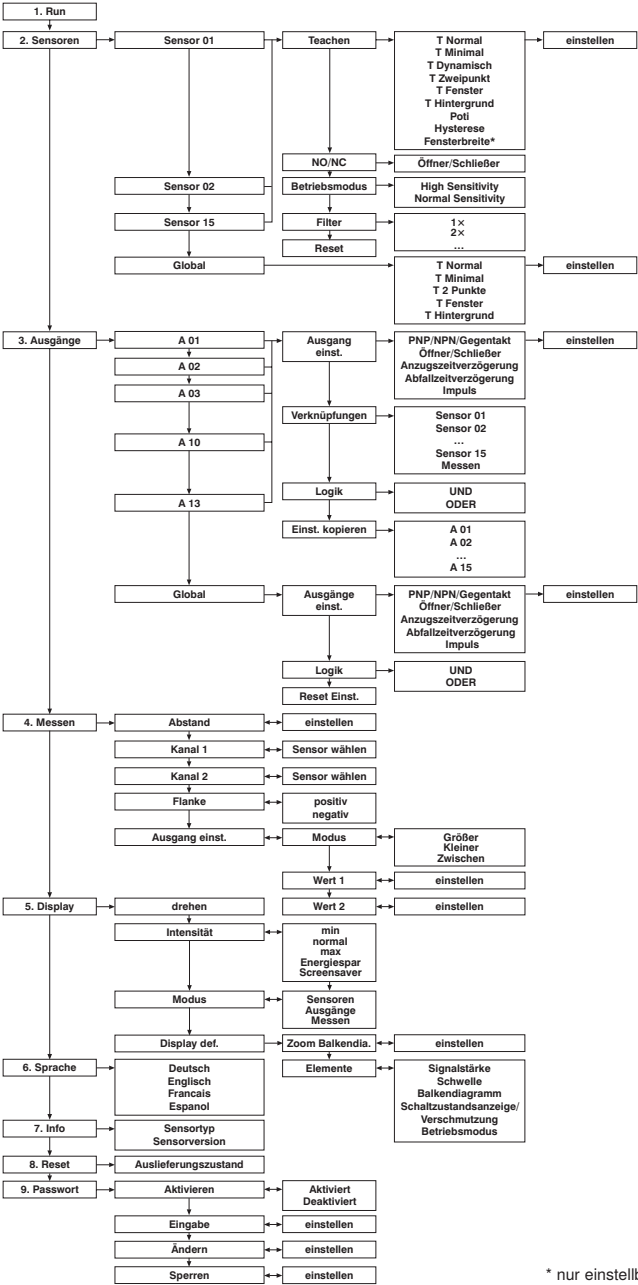 1. Run
2. Sensoren
Sensor 01
Teachen
T Normal
T Minimal
T Dynamisch
T Zweipunkt
T Fenster
T Hintergrund
Poti
Hysterese
Fensterbreite*
einstellen
NO/NC
Öffner/Schließer
Sensor 02
Betriebsmodus
High Sensitivity
Normal Sensitivity
Sensor 15
Filter
1×
2×
...
Reset
Global
T Normal
T Minimal
T 2 Punkte
T Fenster
T Hintergrund
einstellen
3. Ausgänge
A 01
A 02
A 03
A 10
A 13
Ausgang
einst.
PNP/NPN/Gegentakt
Öffner/Schließer
Anzugszeitverzögerung
Abfallzeitverzögerung
Impuls
einstellen
Verknüpfungen
Sensor 01
Sensor 02
...
Sensor 15
Messen
Logik
UND
ODER
Einst. kopieren
A 01
A 02
...
A 15
Global
Ausgänge
einst.
PNP/NPN/Gegentakt
Öffner/Schließer
Anzugszeitverzögerung
Abfallzeitverzögerung
Impuls
einstellen
Logik
UND
ODER
Reset Einst.
4. Messen
Abstand
einstellen
Kanal 1
Sensor wählen
Kanal 2
Sensor wählen
Flanke
positiv
negativ
Ausgang einst.
Modus
Größer
Kleiner
Zwischen
Wert 1
einstellen
Wert 2
einstellen
5. Display
drehen
Intensität
min
normal
max
Energiespar
Screensaver
Modus
Sensoren
Ausgänge
Messen
Display def.
Zoom Balkendia.
einstellen
Elemente
Signalstärke
Schwelle
Balkendiagramm
Schaltzustandsanzeige/
Verschmutzung
Betriebsmodus
6. Sprache
Deutsch
Englisch
Francais
Espanol
7. Info
Sensortyp
Sensorversion
8. Reset
Auslieferungszustand
9. Passwort
Aktivieren
Aktiviert
Deaktiviert
Eingabe
einstellen
Ändern
einstellen
Sperren
einstellen
* nur einstellb